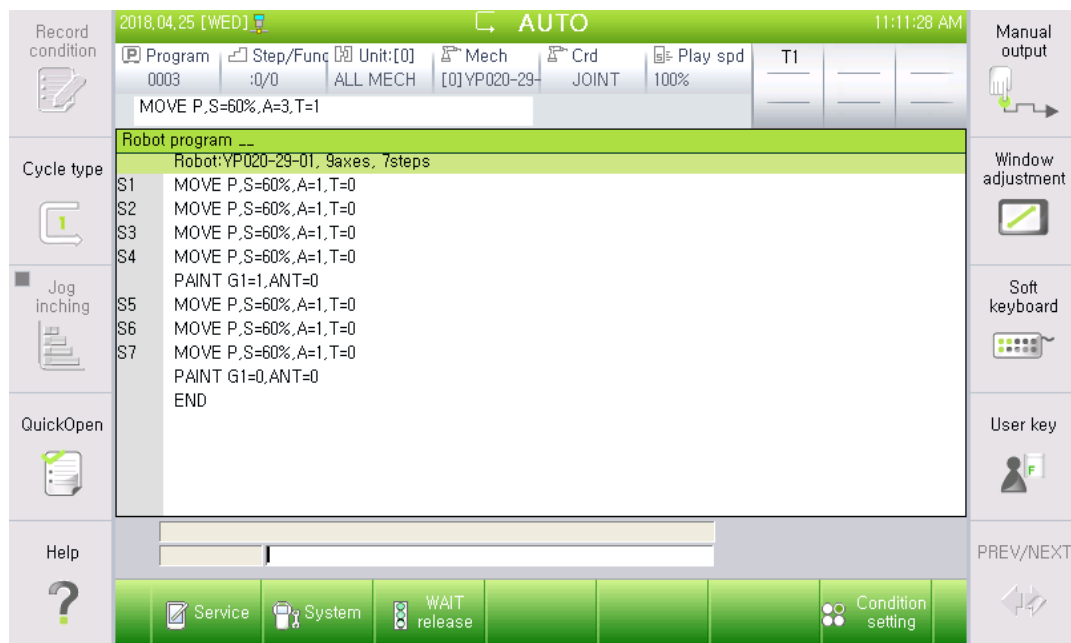 Record
condition
2018,04,25 [WED]
AUTO
11:11:28 AM
Manual
output
P Program
Step/Func
Unit:[0]
Mech
Crd
Play spd
T1
0003
:0/0
ALL MECH
[0]YP020-29-
JOINT
100%
MOVE P,S=60%,A=3,T=1
Robot program __
Robot:YP020-29-01, 9axes, 7steps
S1 MOVE P,S=60%,A=1,T=0
S2 MOVE P,S=60%,A=1,T=0
S3 MOVE P,S=60%,A=1,T=0
S4 MOVE P,S=60%,A=1,T=0
PAINT G1=1,ANT=0
S5 MOVE P,S=60%,A=1,T=0
S6 MOVE P,S=60%,A=1,T=0
S7 MOVE P,S=60%,A=1,T=0
PAINT G1=0,ANT=0
END
Cycle type
1
Jog
inching
QuickOpen
Help
?
Window
adjustment
Soft
keyboard
User key
F
PREV/NEXT
Service
System
WAIT
release
Condition
setting